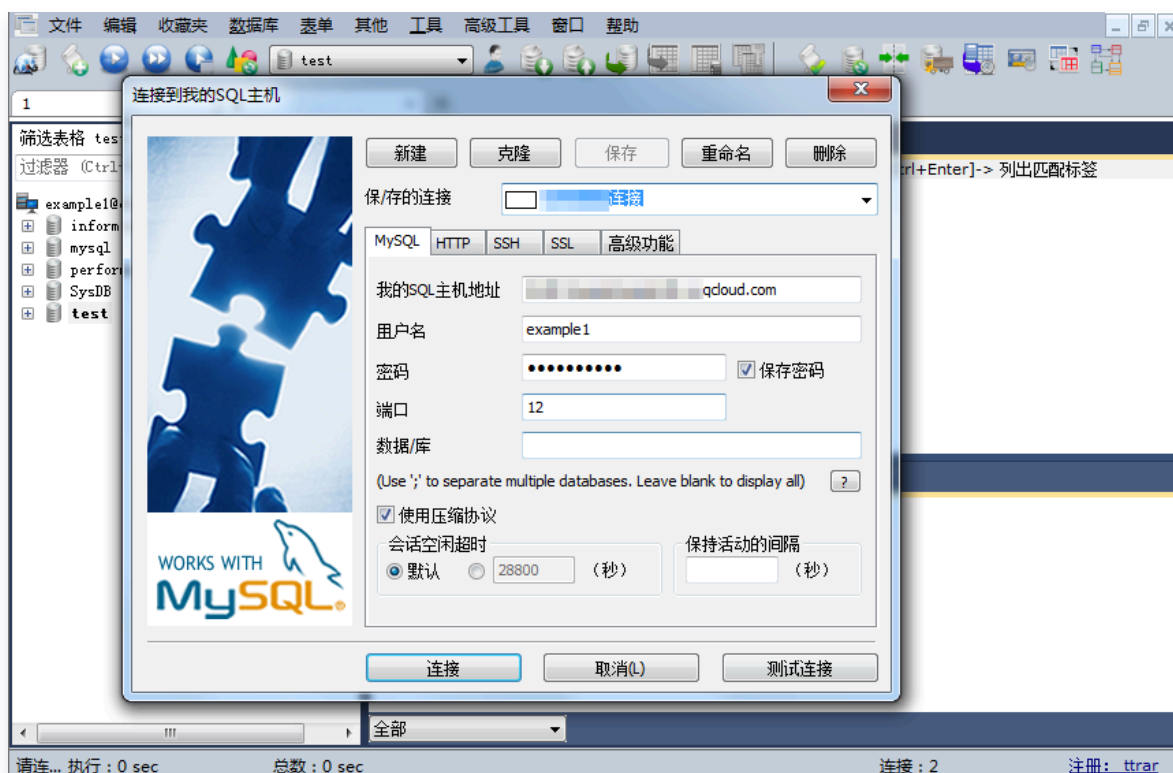 文件 编辑 收藏夹 数据库 表单 其他 工具 高级工具 窗口 帮助
test
1
连接到我的SQL主机
筛选表格 tes
过滤器 (Ctrl+
example1@
inform
mysql
perfor
SysDB
test
新建 克隆 保存 重命名 删除
保/存的连接
连接
MySQL HTTP SSH SSL 高级功能
我的SQL主机地址
qcloud.com
用户名
example1
密码
●●●●●●●●●●
保存密码
端口
12
数据/库
(Use ';' to separate multiple databases. Leave blank to display all)
?
使用压缩协议
会话空闲超时
默认 28800 (秒)
保持活动的间隔
(秒)
WORKS WITH
MySQL®
连接 取消(L) 测试连接
trl+Enter]-> 列出匹配标签
全部
请连... 执行：0 sec 总数：0 sec 连接：2 注册： ttrar